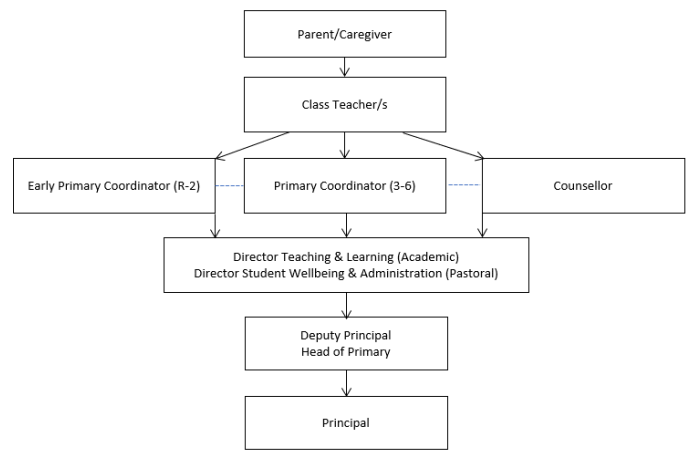 Parent/Caregiver
Class Teacher/s
Early Primary Coordinator (R-2)
Primary Coordinator (3-6)
Counsellor
Director Teaching & Learning (Academic)
Director Student Wellbeing & Administration (Pastoral)
Deputy Principal
Head of Primary
Principal